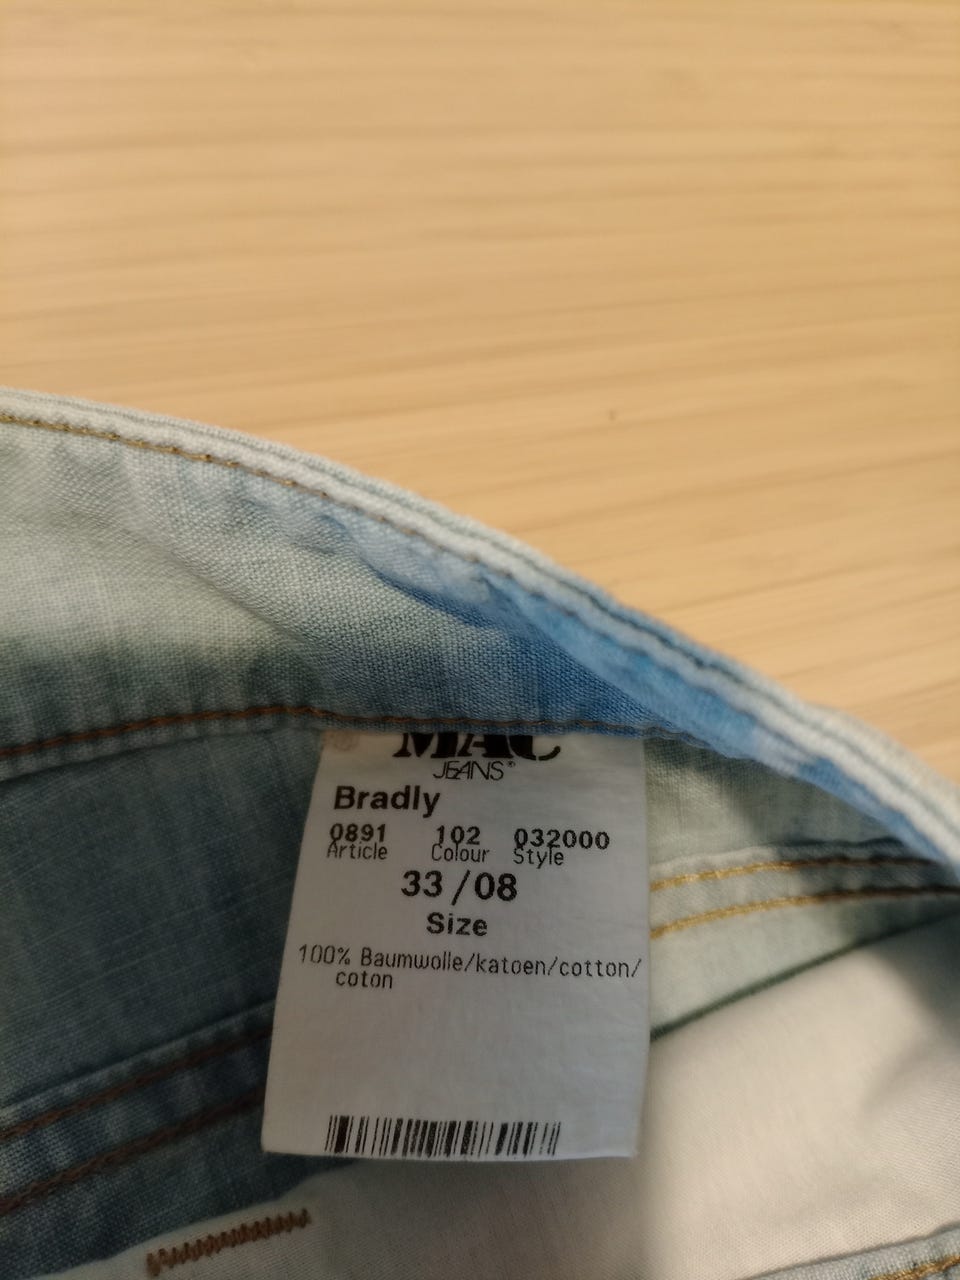 MAC
JEANS®
Bradly
0891 102 032000
Article Colour Style
33/08
Size
100% Baumwolle/katoen/cotton/
coton